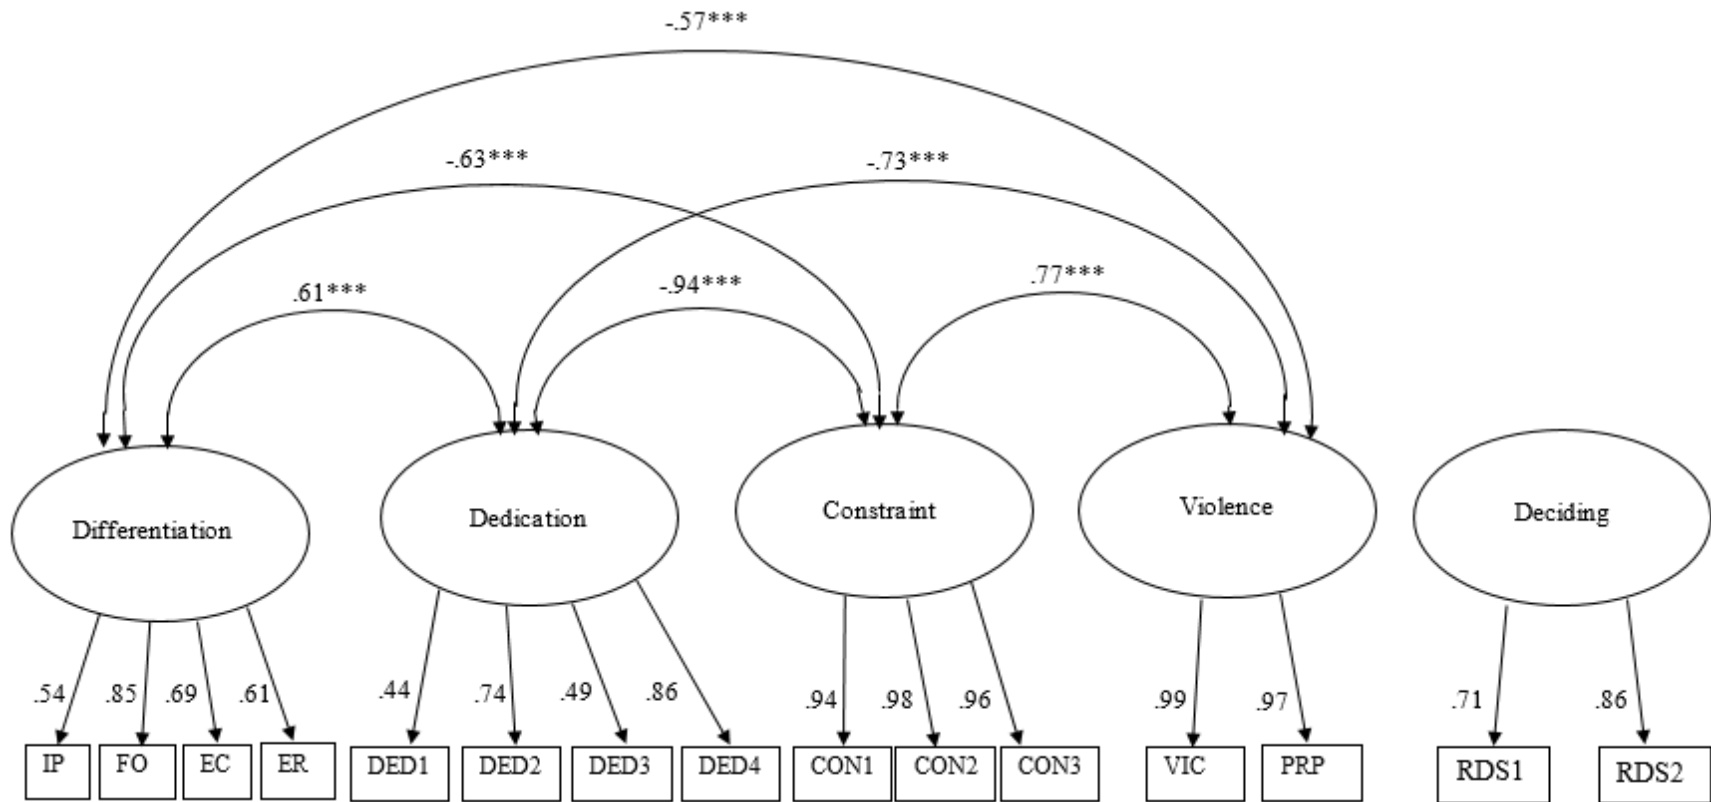 -.57***
-.63***
-.73***
.61***
-.94***
.77***
Differentiation
Dedication
Constraint
Violence
Deciding
.54
.85
.69
.61
.44
.74
.49
.86
.94
.98
.96
.99
.97
.71
.86
IP
FO
EC
ER
DED1
DED2
DED3
DED4
CON1
CON2
CON3
VIC
PRP
RDS1
RDS2